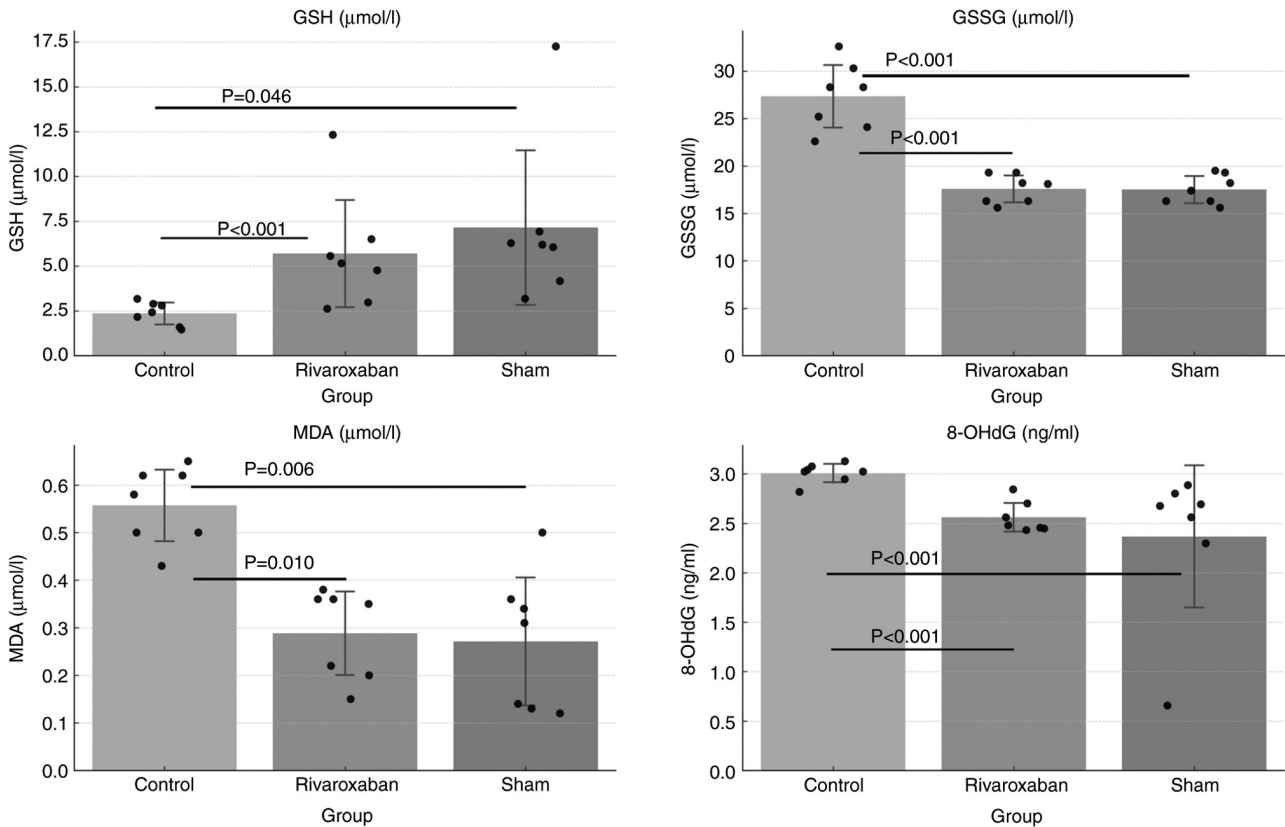 GSH (μmol/l)
17.5
15.0
12.5
10.0
7.5
5.0
2.5
0.0
GSH (μmol/l)
P=0.046
P<0.001
Control
Rivaroxaban
Sham
Group
GSSG (μmol/l)
30
25
20
15
10
5
0
GSSG (μmol/l)
P<0.001
P<0.001
Control
Rivaroxaban
Sham
Group
MDA (μmol/l)
0.6
0.5
0.4
0.3
0.2
0.1
0.0
MDA (μmol/l)
P=0.006
P=0.010
Control
Rivaroxaban
Sham
Group
8-OHdG (ng/ml)
3.0
2.5
2.0
1.5
1.0
0.5
0.0
8-OHdG (ng/ml)
P<0.001
P<0.001
Control
Rivaroxaban
Sham
Group